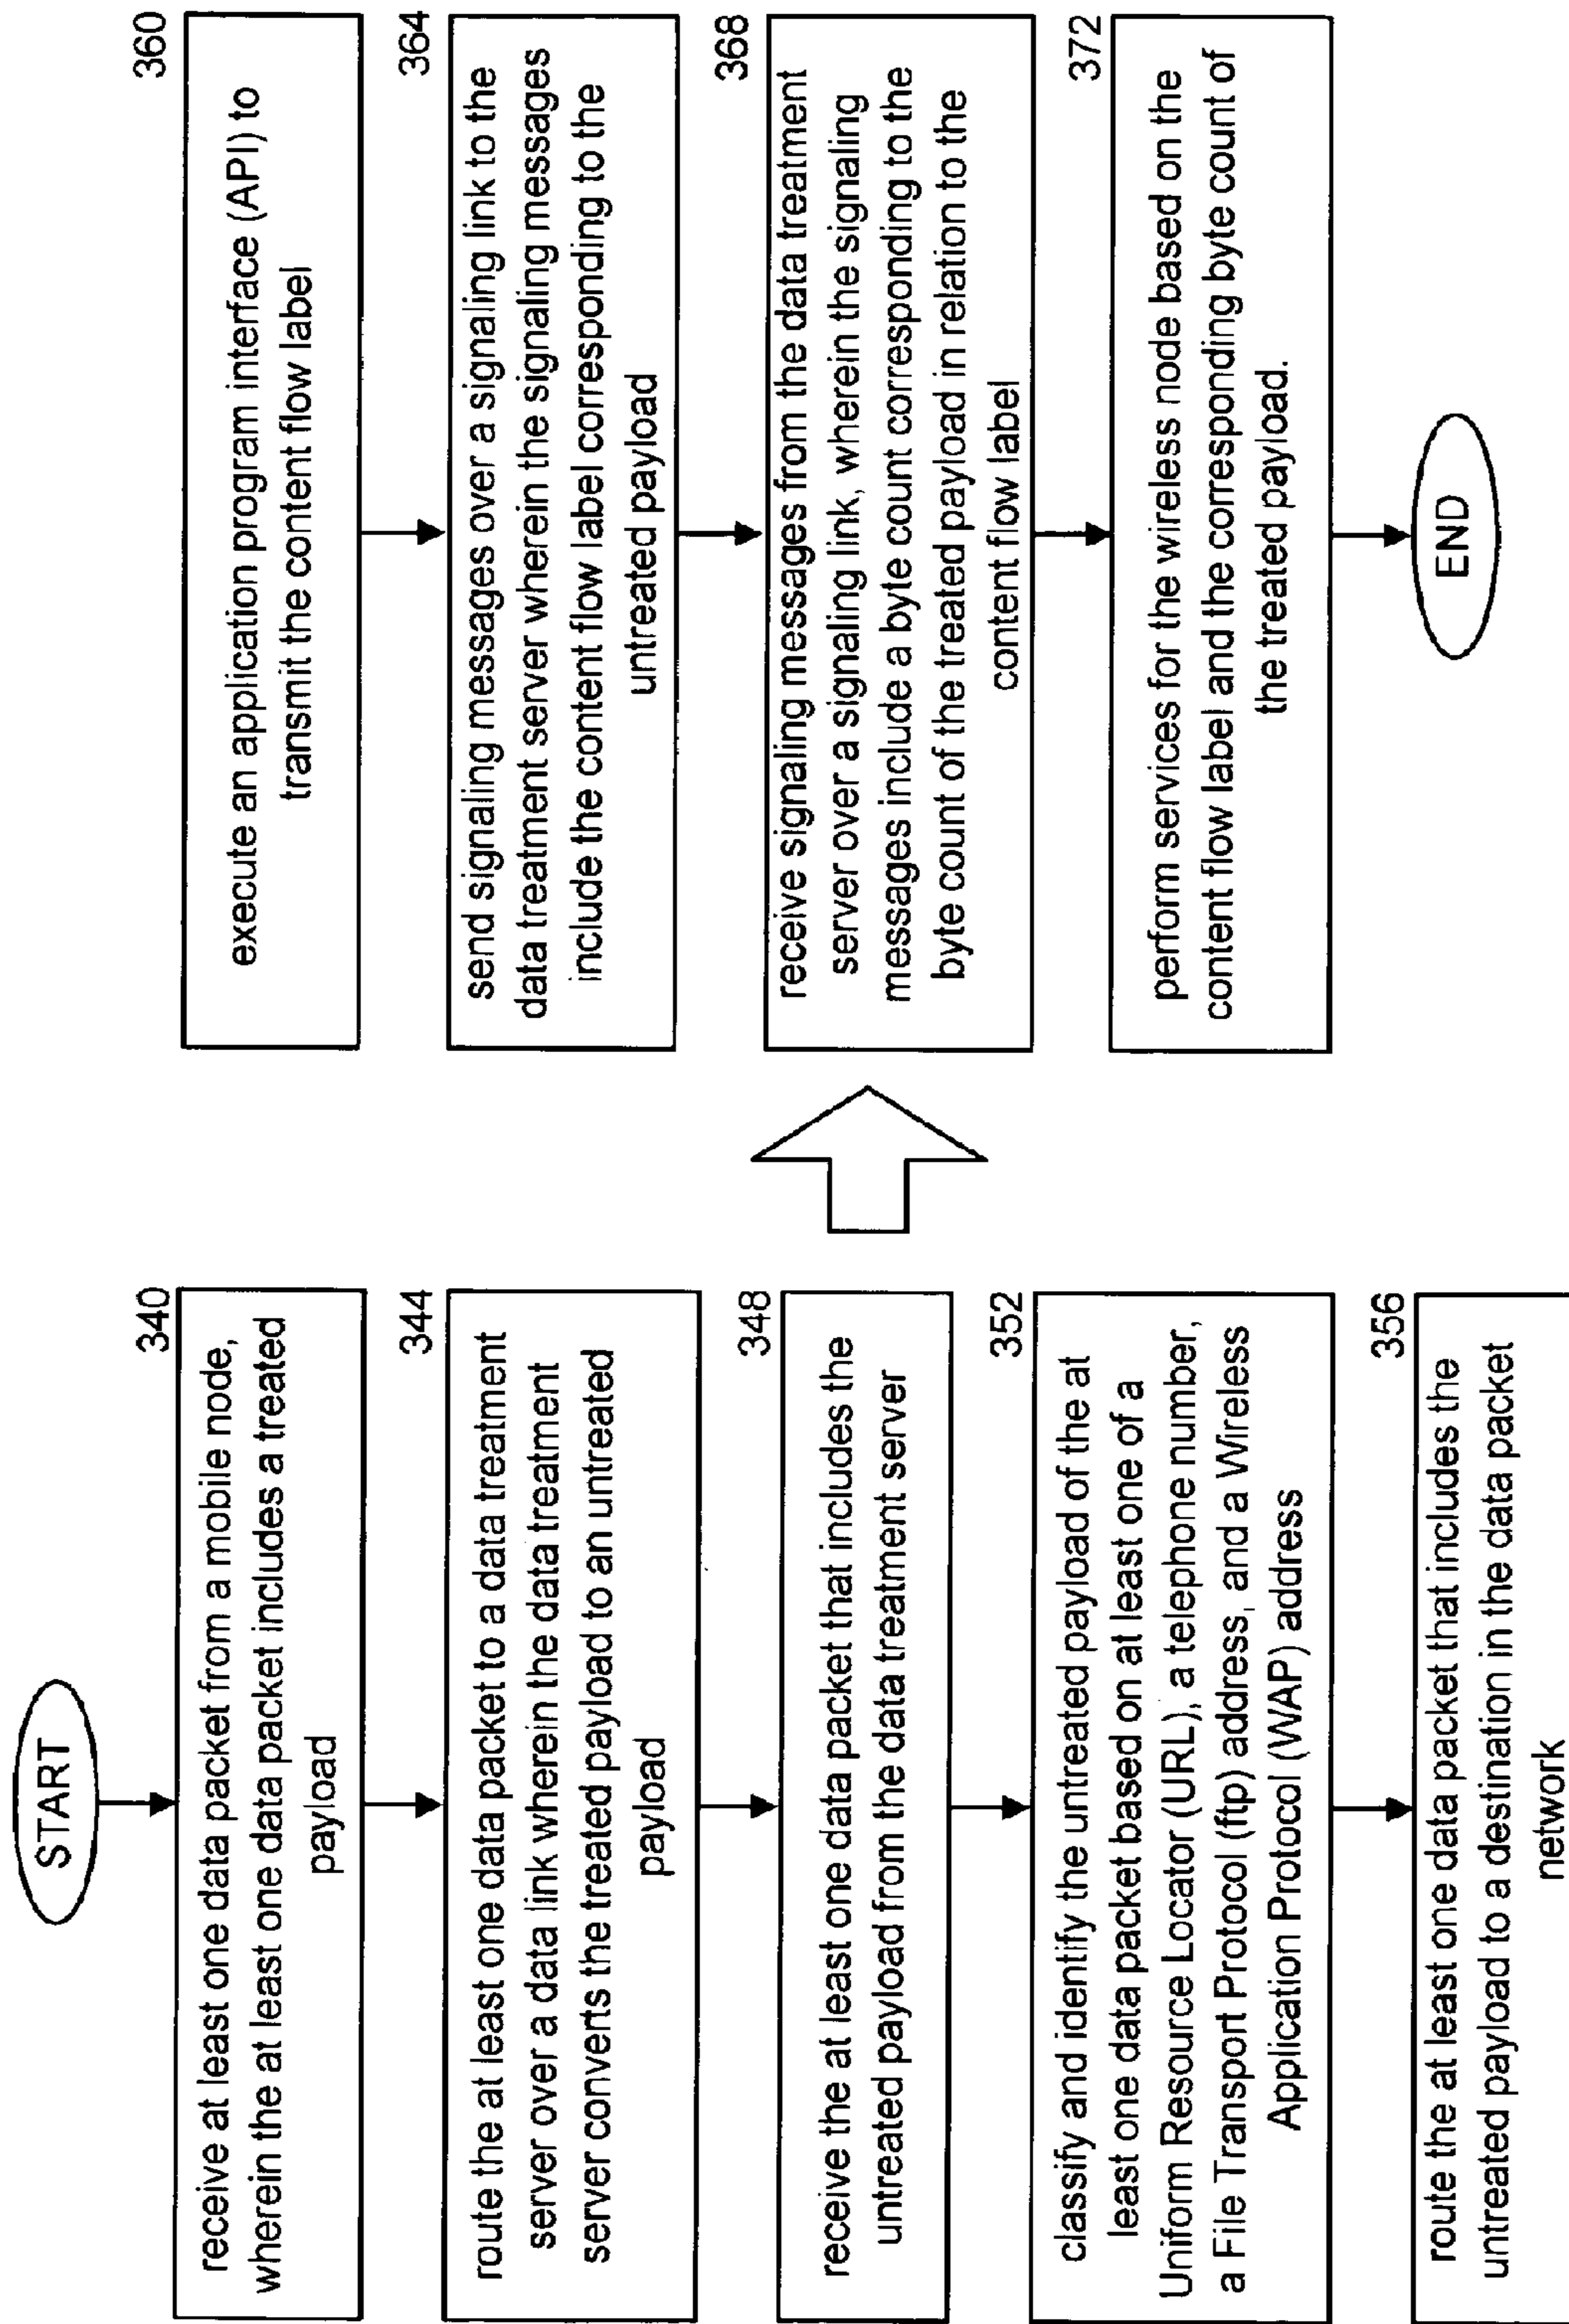 START
340
receive at least one data packet from a mobile node,
wherein the at least one data packet includes a treated
payload
344
route the at least one data packet to a data treatment
server over a data link wherein the data treatment
server converts the treated payload to an untreated
payload
348
receive the at least one data packet that includes the
untreated payload from the data treatment server
352
classify and identify the untreated payload of the at
least one data packet based on at least one of a
Uniform Resource Locator (URL), a telephone number,
a File Transport Protocol (ftp) address, and a Wireless
Application Protocol (WAP) address
356
route the at least one data packet that includes the
untreated payload to a destination in the data packet
network
360
execute an application program interface (API) to
transmit the content flow label
364
send signaling messages over a signaling link to the
data treatment server wherein the signaling messages
include the content flow label corresponding to the
untreated payload
368
receive signaling messages from the data treatment
server over a signaling link, wherein the signaling
messages include a byte count corresponding to the
byte count of the treated payload in relation to the
content flow label
372
perform services for the wireless node based on the
content flow label and the corresponding byte count of
the treated payload.
END